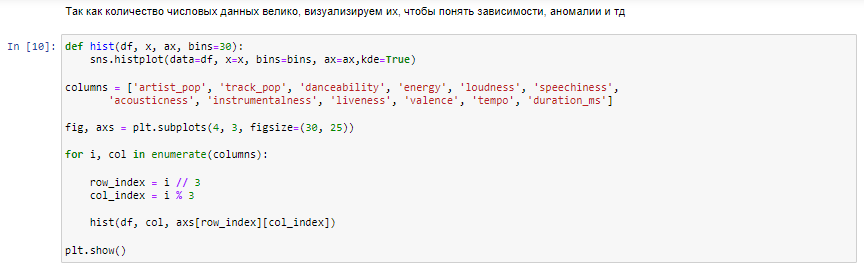 Так как количество числовых данных велико, визуализируем их, чтобы понять зависимости, аномалии и тд
In [10]: def hist(df, x, ax, bins=30):
    sns.histplot(data=df, x=x, bins=bins, ax=ax,kde=True)
columns = ['artist_pop', 'track_pop', 'danceability', 'energy', 'loudness', 'speechiness',
       'acousticness', 'instrumentalness', 'liveness', 'valence', 'tempo', 'duration_ms']
fig, axs = plt.subplots(4, 3, figsize=(30, 25))
for i, col in enumerate(columns):
    row_index = i // 3
    col_index = i % 3
    hist(df, col, axs[row_index][col_index])
plt.show()